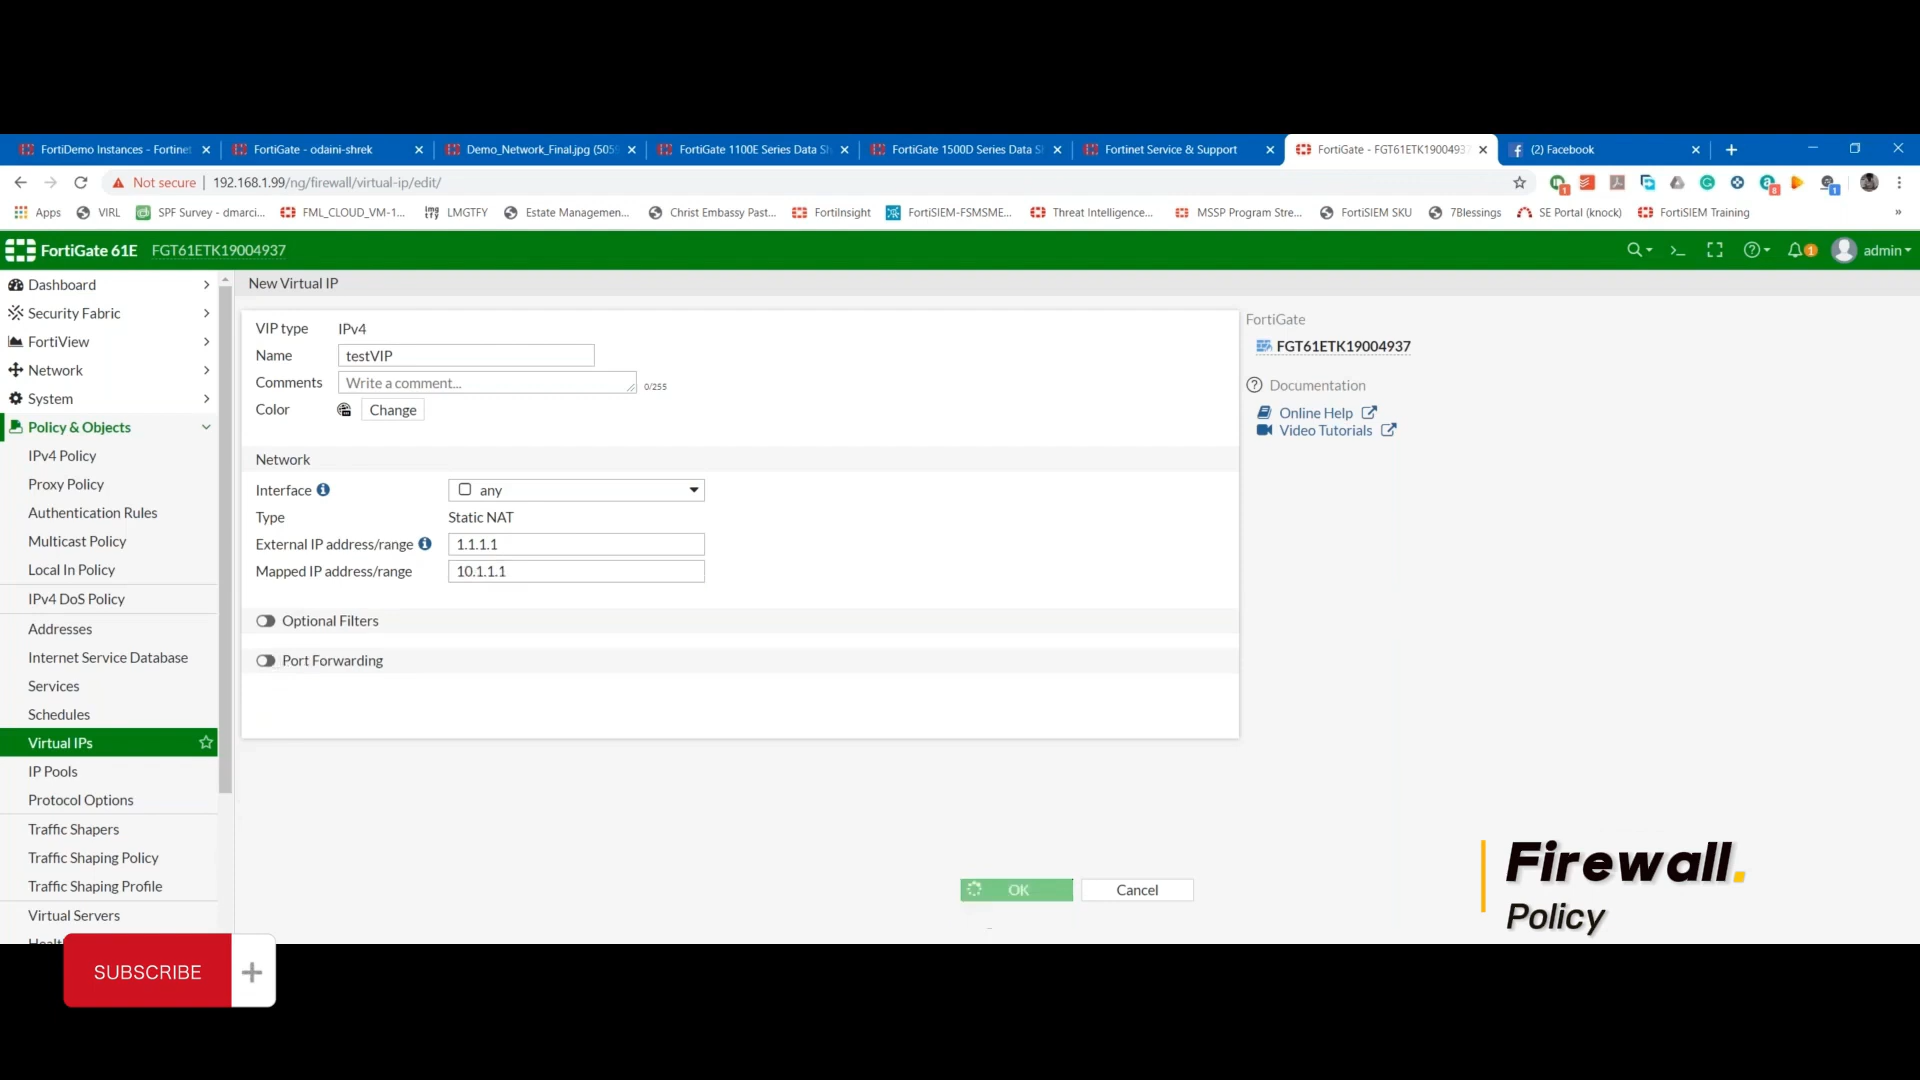 FortiDemo Instances - Fortinet
FortiGate - odaini-shrek
Demo_Network_Final.jpg (505
FortiGate 1100E Series Data Sh
FortiGate 1500D Series Data S
Fortinet Service & Support
FortiGate - FGT61ETK19004937
(2) Facebook
Not secure | 192.168.1.99/ng/firewall/virtual-ip/edit/
Apps
VIRL
SPF Survey - dmarci...
FML_CLOUD_VM-1...
LMGTFY
Estate Managemen...
Christ Embassy Past...
FortiInsight
FortiSIEM-FSMSME...
Threat Intelligence...
MSSP Program Stre...
FortiSIEM SKU
7Blessings
SE Portal (knock)
FortiSIEM Training
»
FortiGate 61E FGT61ETK19004937
1
admin
Dashboard
Security Fabric
FortiView
Network
System
Policy & Objects
IPv4 Policy
Proxy Policy
Authentication Rules
Multicast Policy
Local In Policy
IPv4 DoS Policy
Addresses
Internet Service Database
Services
Schedules
Virtual IPs
IP Pools
Protocol Options
Traffic Shapers
Traffic Shaping Policy
Traffic Shaping Profile
Virtual Servers
New Virtual IP
VIP type IPv4
Name testVIP
Comments Write a comment... 0/255
Color Change
Network
Interface any
Type Static NAT
External IP address/range 1.1.1.1
Mapped IP address/range 10.1.1.1
Optional Filters
Port Forwarding
OK Cancel
FortiGate
FGT61ETK19004937
Documentation
Online Help
Video Tutorials
Firewall.
Policy
SUBSCRIBE +